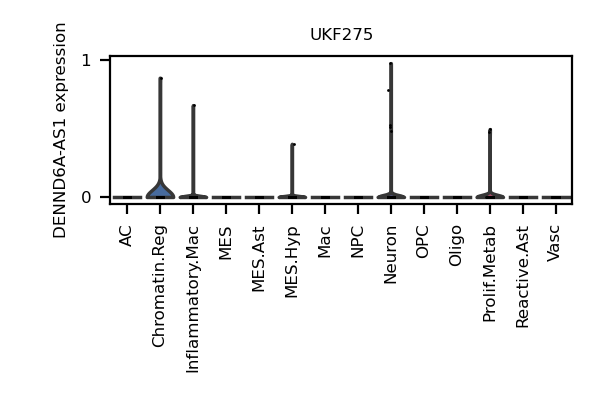 UKF275
DENND6A-AS1 expression
1
0
AC
Chromatin.Reg
Inflammatory.Mac
MES
MES.Ast
MES.Hyp
Mac
NPC
Neuron
OPC
Oligo
Prolif.Metab
Reactive.Ast
Vasc